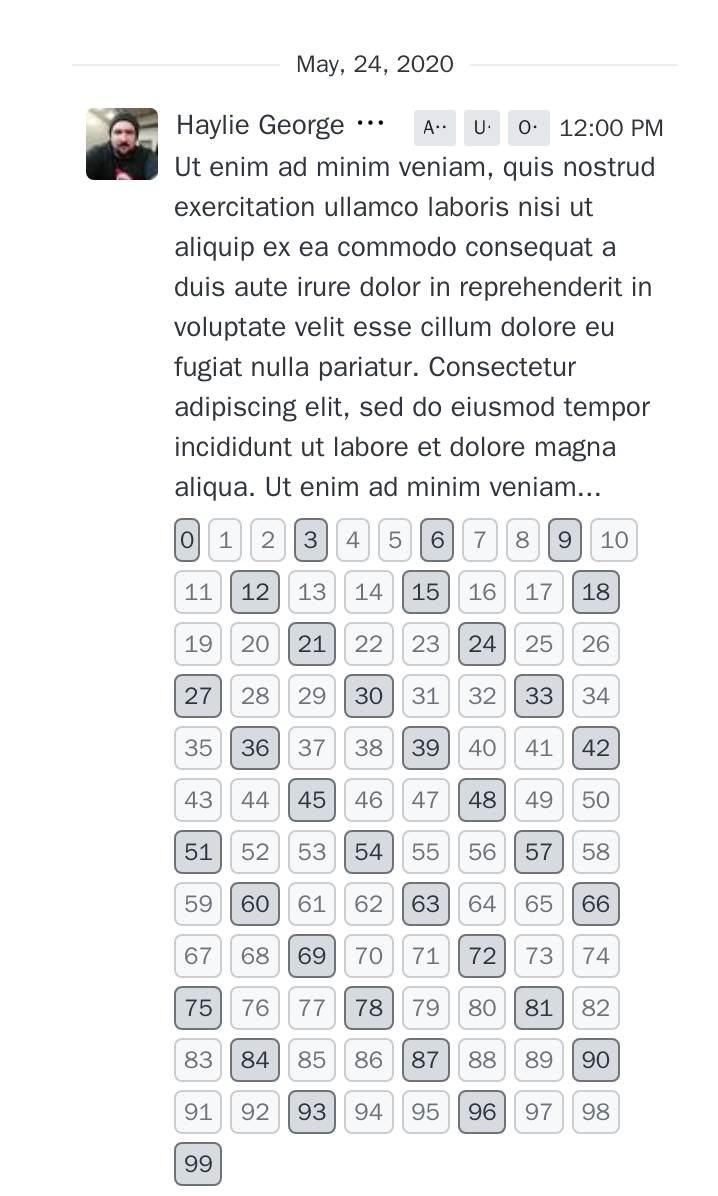 May, 24, 2020
Haylie George ··· A·· U· O· 12:00 PM
Ut enim ad minim veniam, quis nostrud
exercitation ullamco laboris nisi ut
aliquip ex ea commodo consequat a
duis aute irure dolor in reprehenderit in
voluptate velit esse cillum dolore eu
fugiat nulla pariatur. Consectetur
adipiscing elit, sed do eiusmod tempor
incididunt ut labore et dolore magna
aliqua. Ut enim ad minim veniam...
0 1 2 3 4 5 6 7 8 9 10
11 12 13 14 15 16 17 18
19 20 21 22 23 24 25 26
27 28 29 30 31 32 33 34
35 36 37 38 39 40 41 42
43 44 45 46 47 48 49 50
51 52 53 54 55 56 57 58
59 60 61 62 63 64 65 66
67 68 69 70 71 72 73 74
75 76 77 78 79 80 81 82
83 84 85 86 87 88 89 90
91 92 93 94 95 96 97 98
99